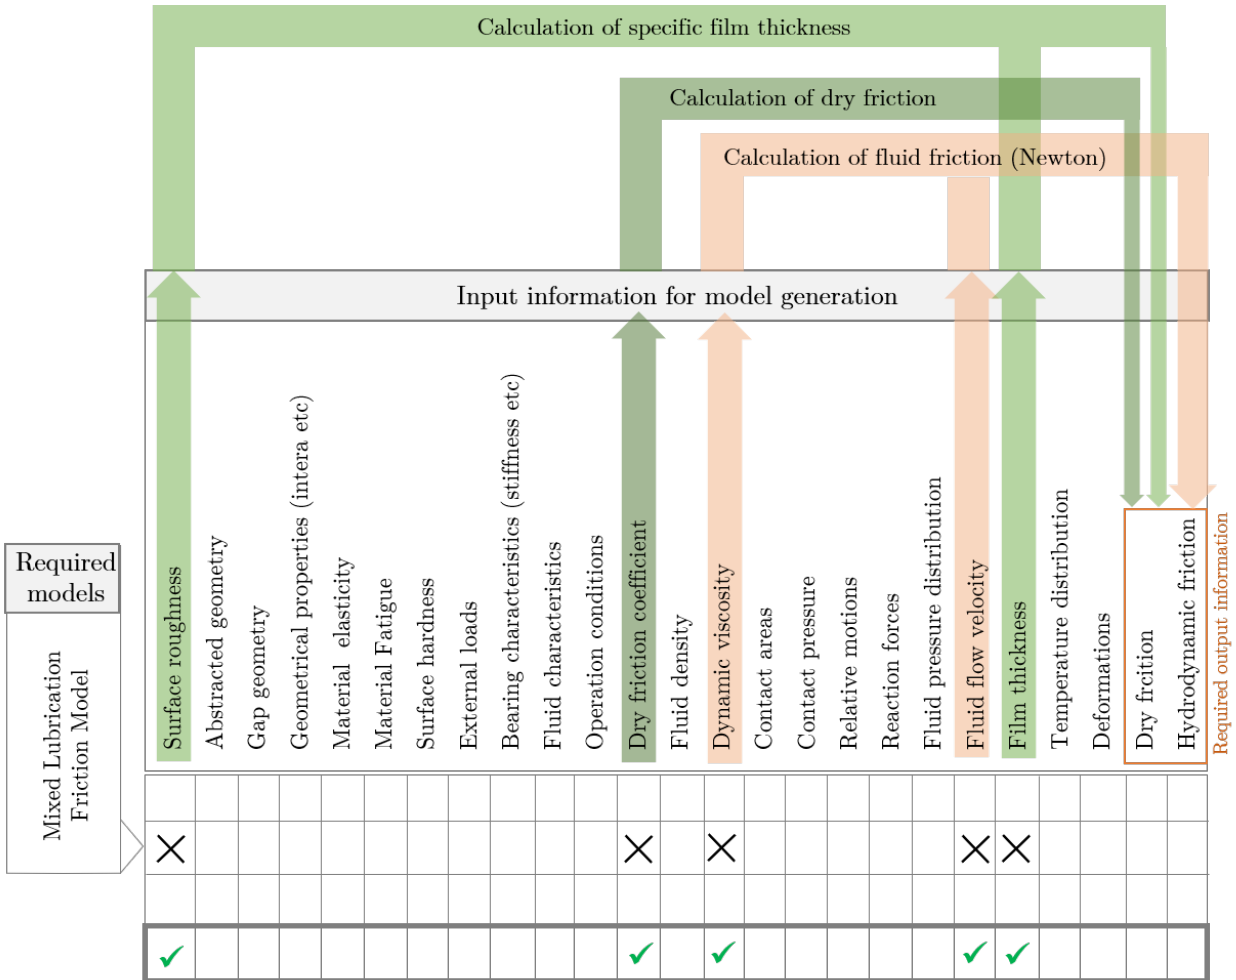 Calculation of specific film thickness
Calculation of dry friction
Calculation of fluid friction (Newton)
Input information for model generation
Required
models
Mixed Lubrication
Friction Model
Surface roughness
Abstracted geometry
Gap geometry
Geometrical properties (intera etc)
Material elasticity
Material Fatigue
Surface hardness
External loads
Bearing characteristics (stiffness etc)
Fluid characteristics
Operation conditions
Dry friction coefficient
Fluid density
Dynamic viscosity
Contact areas
Contact pressure
Relative motions
Reaction forces
Fluid pressure distribution
Fluid flow velocity
Film thickness
Temperature distribution
Deformations
Dry frcition
Hydrodynamic friction
Required output information